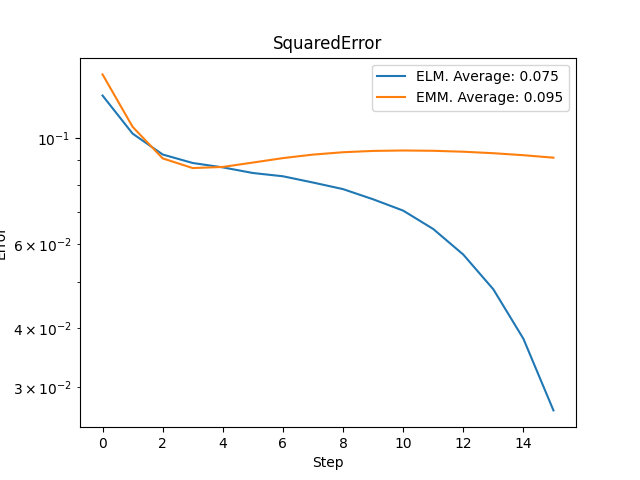 SquaredError
ELM. Average: 0.075
EMM. Average: 0.095
10⁻¹
6 × 10⁻²
4 × 10⁻²
3 × 10⁻²
Error
0 2 4 6 8 10 12 14
Step